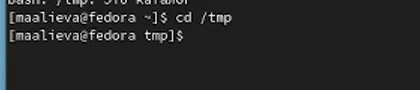 bash: /tmp: Это каталог
[maalieva@fedora ~]$ cd /tmp
[maalieva@fedora tmp]$